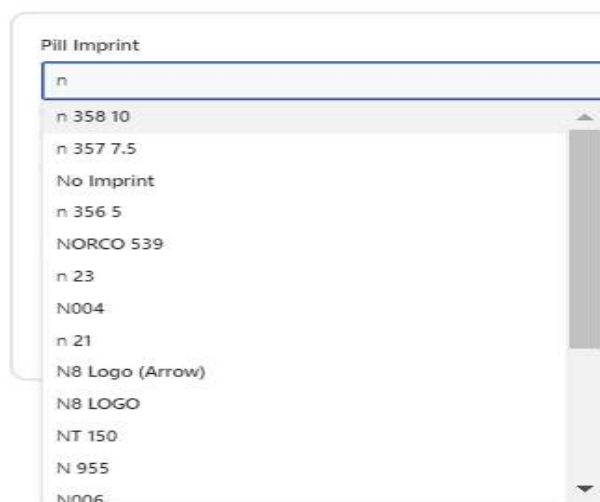 Pill Imprint
n
n 358 10
n 357 7.5
No Imprint
n 356 5
NORCO 539
n 23
N004
n 21
N8 Logo (Arrow)
N8 LOGO
NT 150
N 955
N006